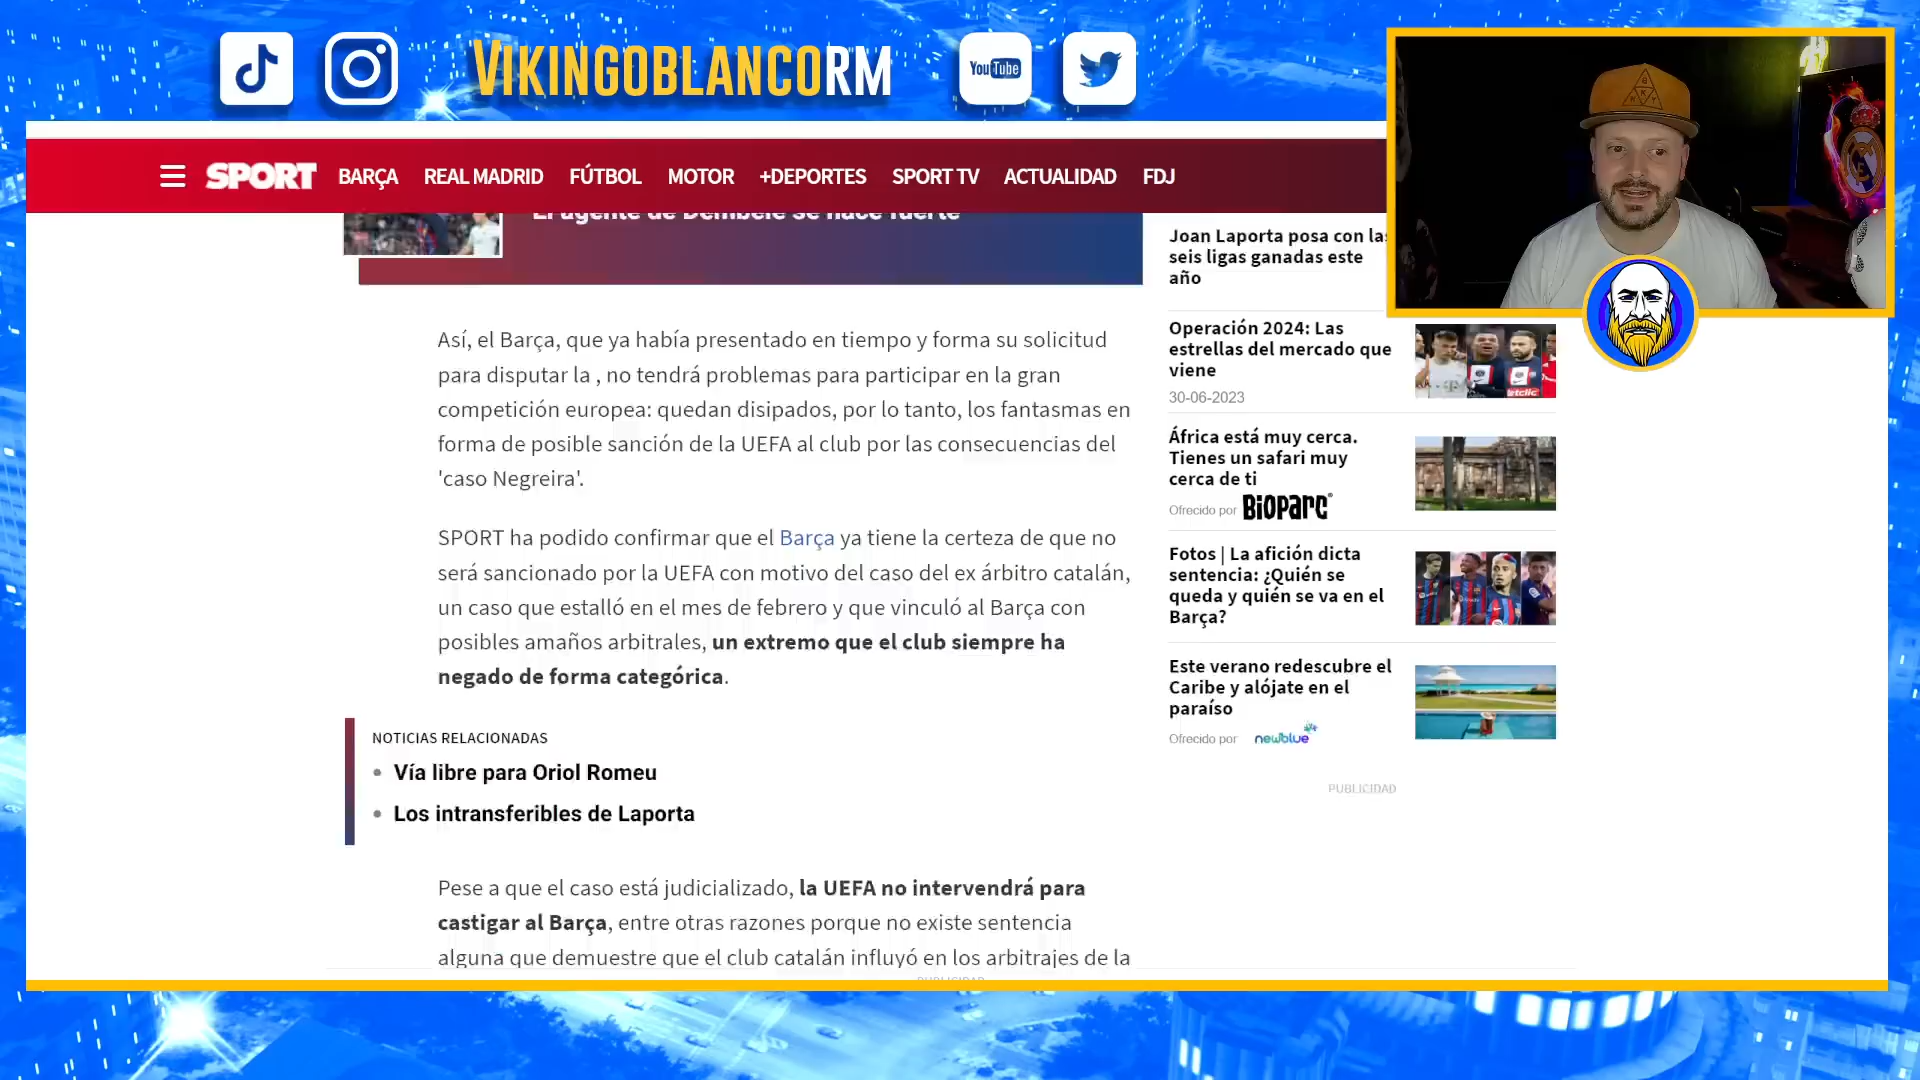 VIKINGOBLANCORM
YouTube
SPORT BARÇA REAL MADRID FÚTBOL MOTOR +DEPORTES SPORT TV ACTUALIDAD FDJ
El agente de Dembélé se hace fuerte
Así, el Barça, que ya había presentado en tiempo y forma su solicitud
para disputar la , no tendrá problemas para participar en la gran
competición europea: quedan disipados, por lo tanto, los fantasmas en
forma de posible sanción de la UEFA al club por las consecuencias del
'caso Negreira'.
SPORT ha podido confirmar que el Barça ya tiene la certeza de que no
será sancionado por la UEFA con motivo del caso del ex árbitro catalán,
un caso que estalló en el mes de febrero y que vinculó al Barça con
posibles amaños arbitrales, un extremo que el club siempre ha
negado de forma categórica.
NOTICIAS RELACIONADAS
• Vía libre para Oriol Romeu
• Los intransferibles de Laporta
Pese a que el caso está judicializado, la UEFA no intervendrá para
castigar al Barça, entre otras razones porque no existe sentencia
alguna que demuestre que el club catalán influyó en los arbitrajes de la
PUBLICIDAD
Joan Laporta posa con las
seis ligas ganadas este
año
Operación 2024: Las
estrellas del mercado que
viene
30-06-2023
África está muy cerca.
Tienes un safari muy
cerca de ti
Ofrecido por BIOPARC
Fotos | La afición dicta
sentencia: ¿Quién se
queda y quién se va en el
Barça?
Este verano redescubre el
Caribe y alójate en el
paraíso
Ofrecido por newblue
PUBLICIDAD